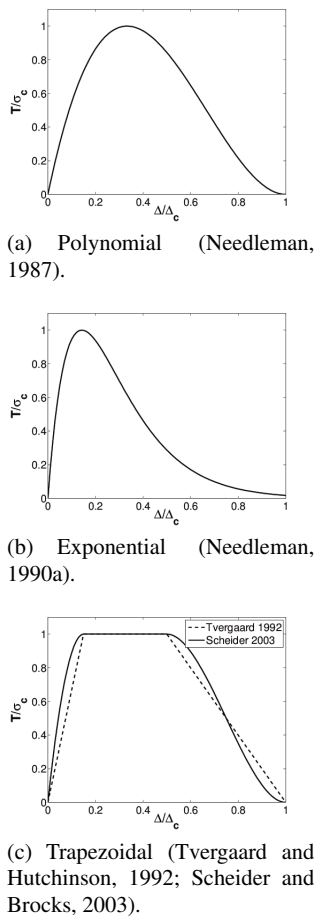 1
0.8
0.6
0.4
0.2
0
T/σc
0 0.2 0.4 0.6 0.8 1
Δ/Δc
(a) Polynomial (Needleman,
1987).
1
0.8
0.6
0.4
0.2
0
T/σc
0 0.2 0.4 0.6 0.8 1
Δ/Δc
(b) Exponential (Needleman,
1990a).
1
0.8
0.6
0.4
0.2
0
T/σc
Tvergaard 1992
Scheider 2003
0 0.2 0.4 0.6 0.8 1
Δ/Δc
(c) Trapezoidal (Tvergaard and
Hutchinson, 1992; Scheider and
Brocks, 2003).